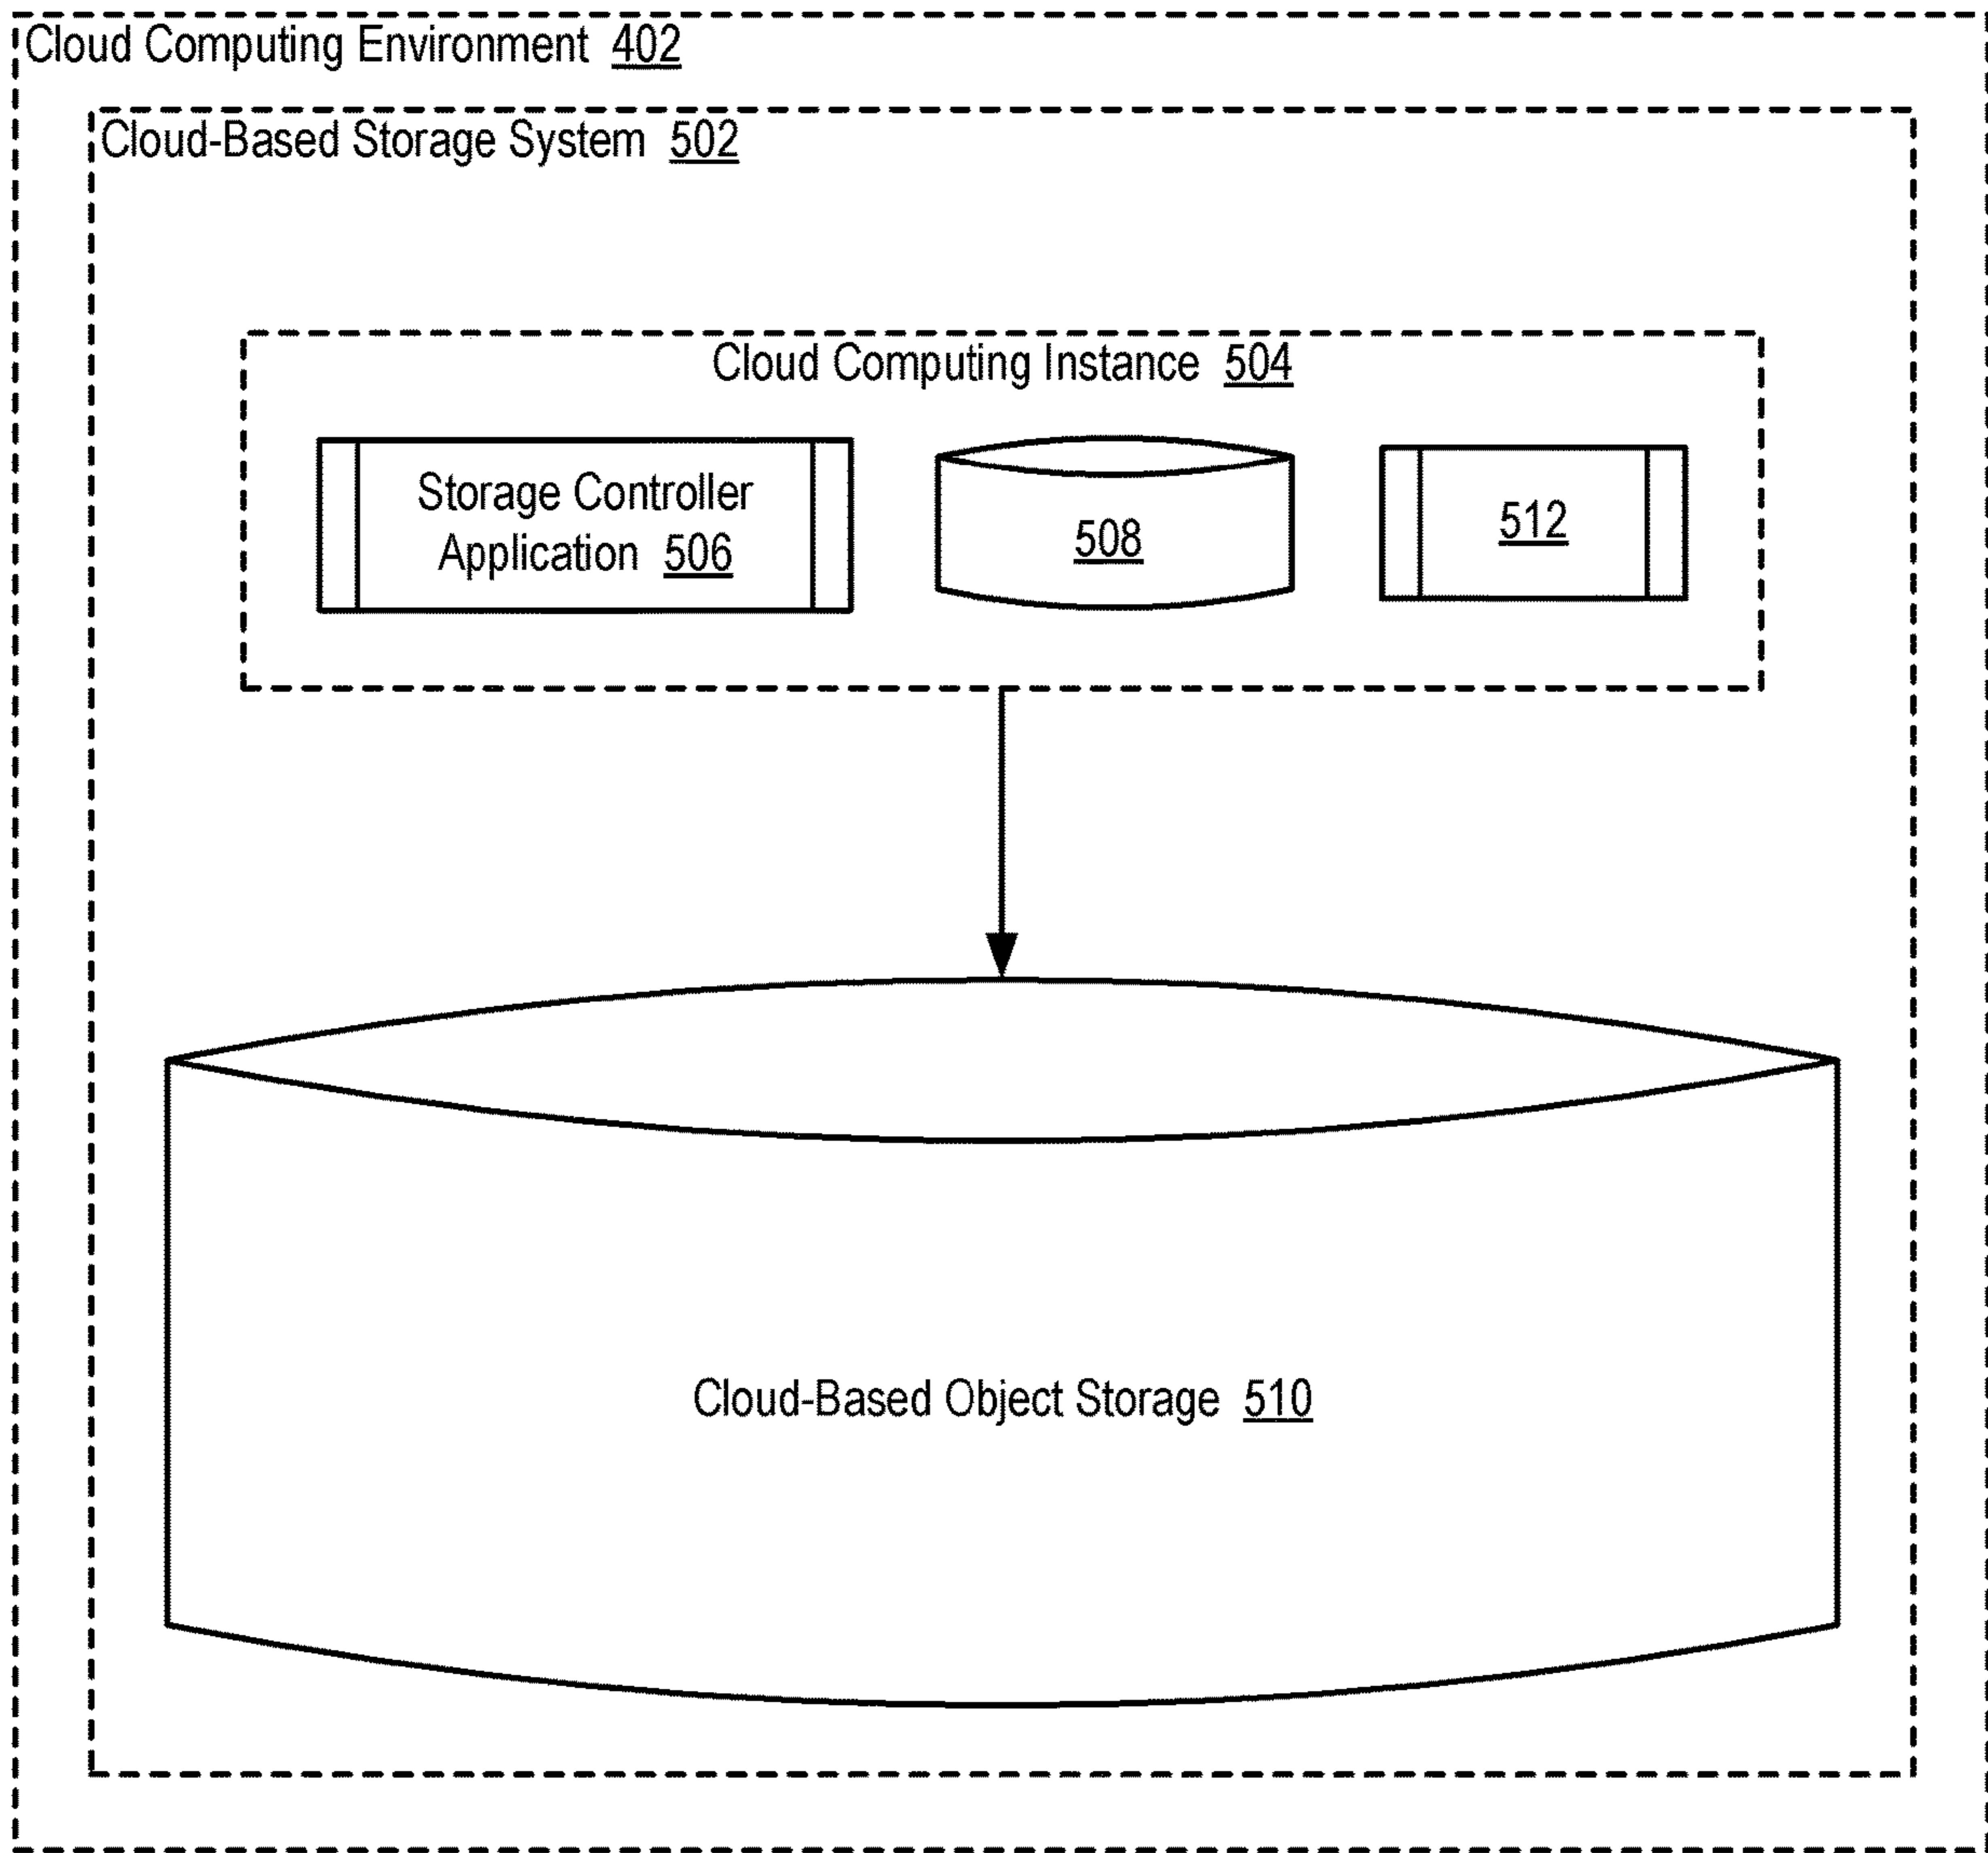 Cloud Computing Environment 402
Cloud-Based Storage System 502
Cloud Computing Instance 504
Storage Controller
Application 506
508
512
Cloud-Based Object Storage 510